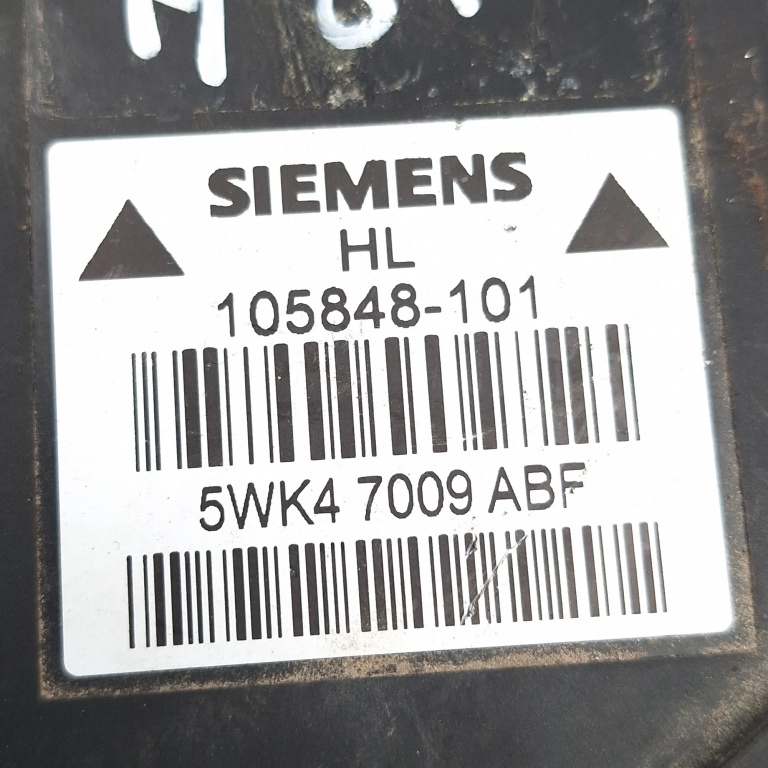 SIEMENS
HL
105848-101
5WK4 7009 ABF